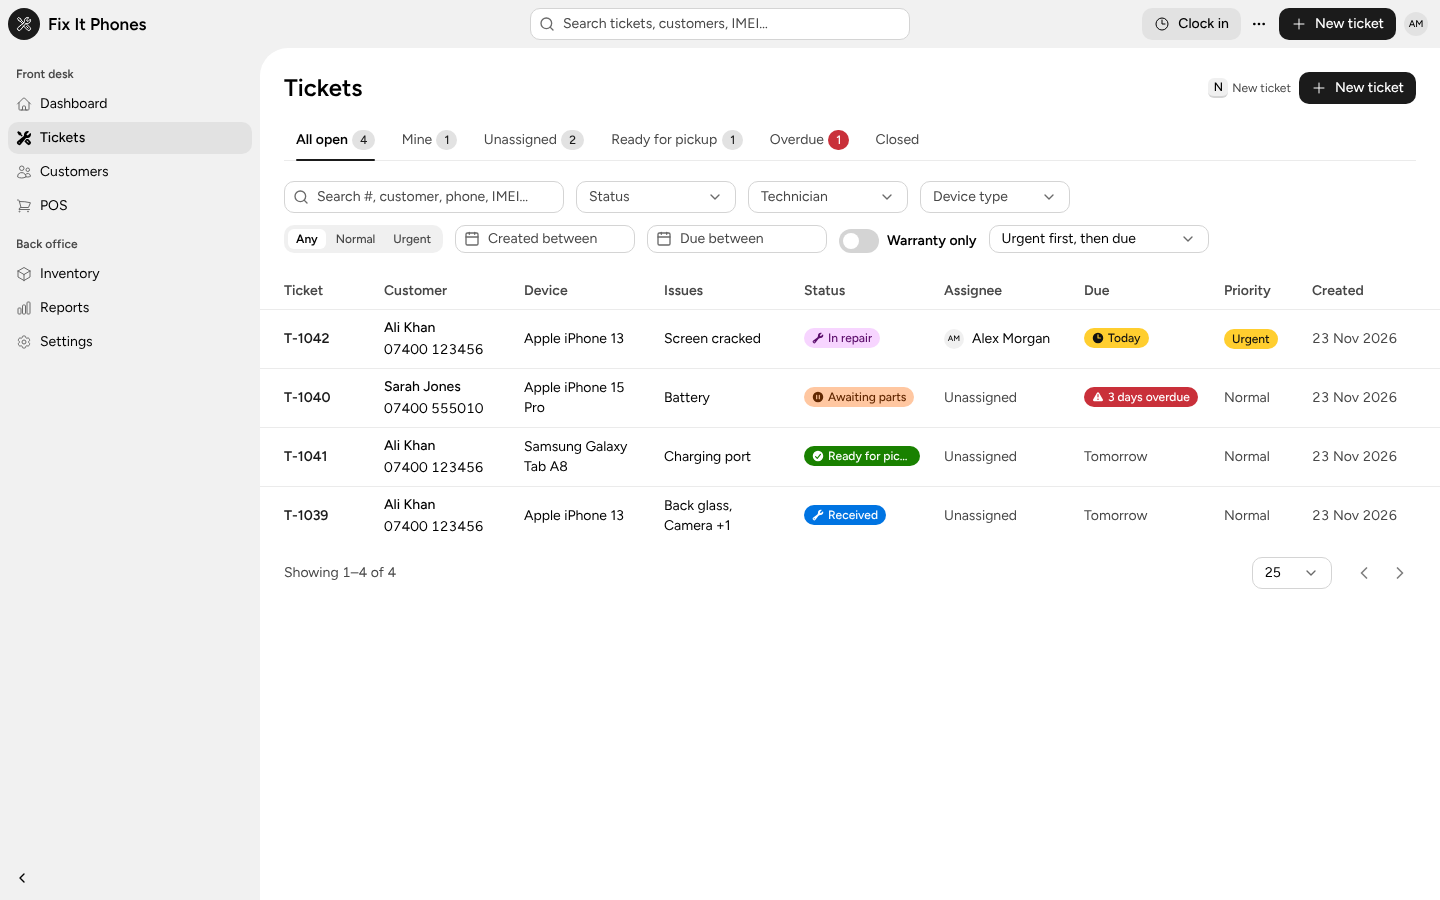 Fix It Phones
Search tickets, customers, IMEI...
Clock in
New ticket
AM
Front desk
Dashboard
Tickets
Customers
POS
Back office
Inventory
Reports
Settings
Tickets
N New ticket
New ticket
All open 4
Mine 1
Unassigned 2
Ready for pickup 1
Overdue 1
Closed
Search #, customer, phone, IMEI...
Status
Technician
Device type
Any
Normal
Urgent
Created between
Due between
Warranty only
Urgent first, then due
Ticket Customer Device Issues Status Assignee Due Priority Created
T-1042
Ali Khan
07400 123456
Apple iPhone 13
Screen cracked
In repair
AM Alex Morgan
Today
Urgent
23 Nov 2026
T-1040
Sarah Jones
07400 555010
Apple iPhone 15
Pro
Battery
Awaiting parts
Unassigned
3 days overdue
Normal
23 Nov 2026
T-1041
Ali Khan
07400 123456
Samsung Galaxy
Tab A8
Charging port
Ready for pic...
Unassigned
Tomorrow
Normal
23 Nov 2026
T-1039
Ali Khan
07400 123456
Apple iPhone 13
Back glass,
Camera +1
Received
Unassigned
Tomorrow
Normal
23 Nov 2026
Showing 1–4 of 4
25